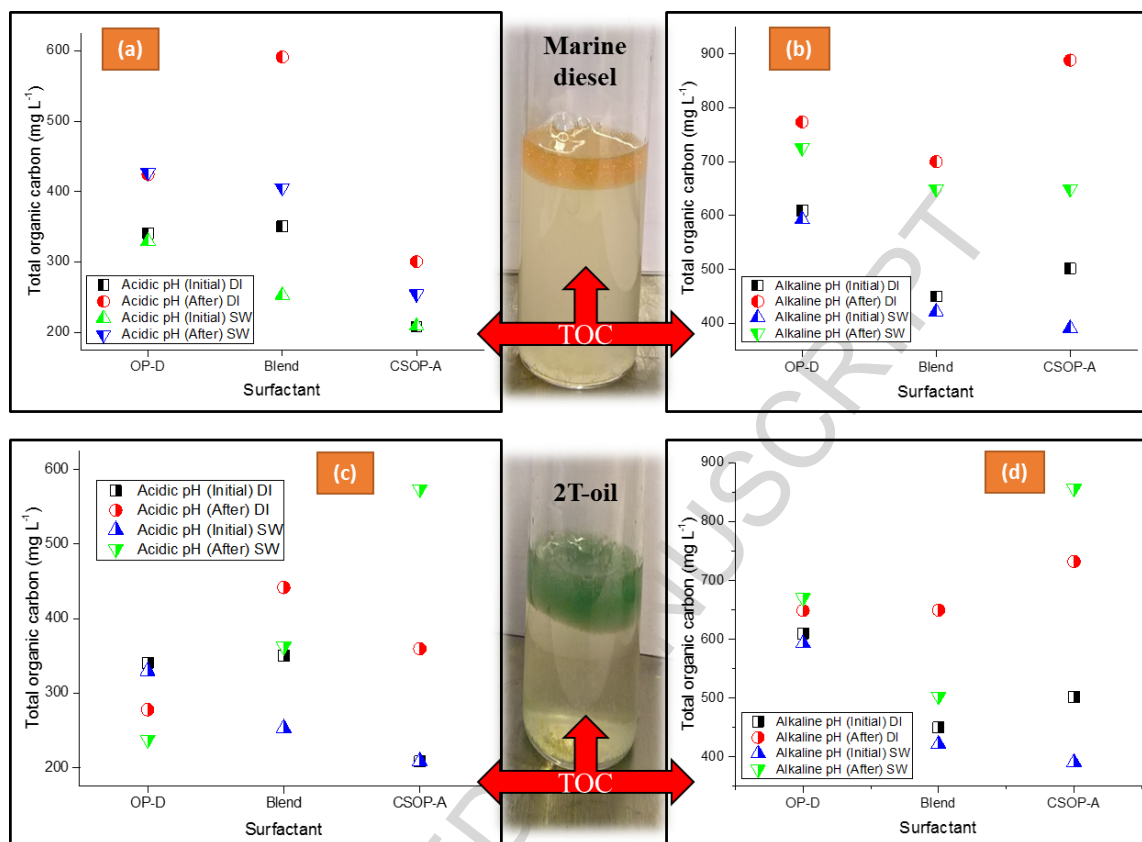 (a)
Total organic carbon (mg L⁻¹)
600
500
400
300
200
Acidic pH (Initial) DI
Acidic pH (After) DI
Acidic pH (Initial) SW
Acidic pH (After) SW
OP-D Blend CSOP-A
Surfactant
Marine
diesel
TOC
(b)
Total organic carbon (mg L⁻¹)
900
800
700
600
500
400
Alkaline pH (Initial) DI
Alkaline pH (After) DI
Alkaline pH (Initial) SW
Alkaline pH (After) SW
OP-D Blend CSOP-A
Surfactant
(c)
Total organic carbon (mg L⁻¹)
600
500
400
300
200
Acidic pH (Initial) DI
Acidic pH (After) DI
Acidic pH (Initial) SW
Acidic pH (After) SW
OP-D Blend CSOP-A
Surfactant
2T-oil
TOC
(d)
Total organic carbon (mg L⁻¹)
900
800
700
600
500
400
Alkaline pH (Initial) DI
Alkaline pH (After) DI
Alkaline pH (Initial) SW
Alkaline pH (After) SW
OP-D Blend CSOP-A
Surfactant